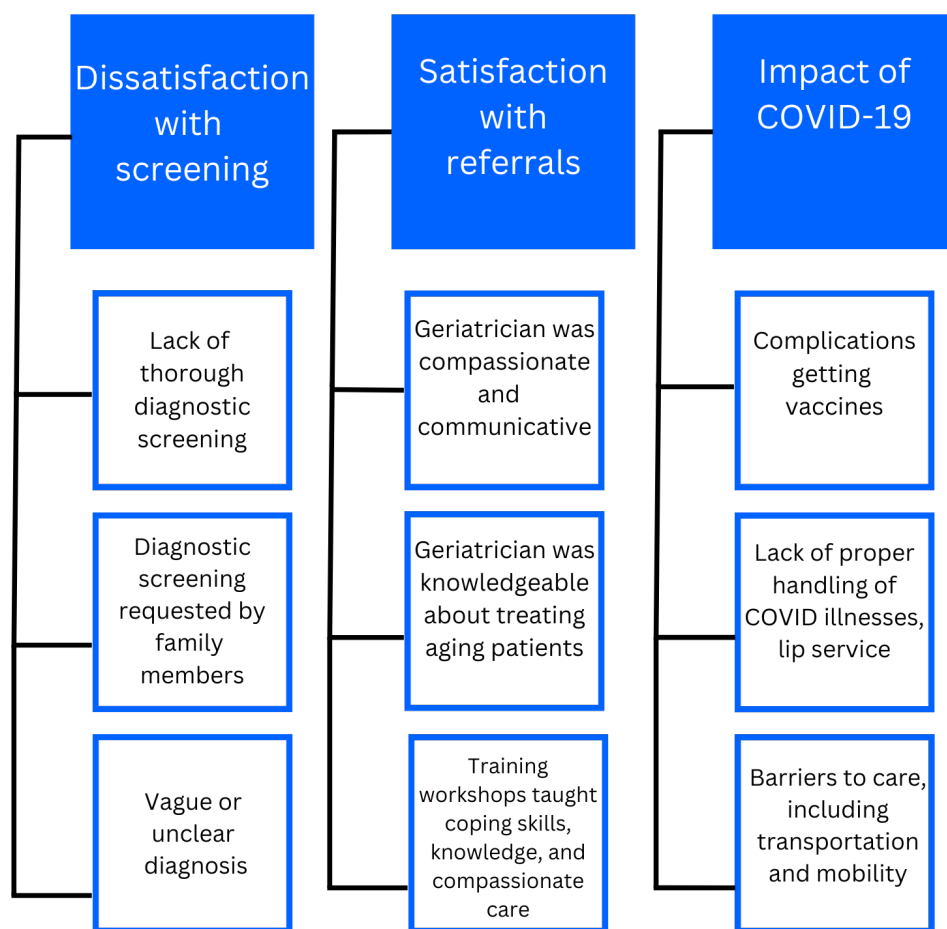 Dissatisfaction
with
screening
Lack of
thorough
diagnostic
screening
Diagnostic
screening
requested by
family
members
Vague or
unclear
diagnosis
Satisfaction
with
referrals
Geriatrician was
compassionate
and
communicative
Geriatrician was
knowledgeable
about treating
aging patients
Training
workshops taught
coping skills,
knowledge, and
compassionate
care
Impact of
COVID-19
Complications
getting
vaccines
Lack of proper
handling of
COVID illnesses,
lip service
Barriers to care,
including
transportation
and mobility